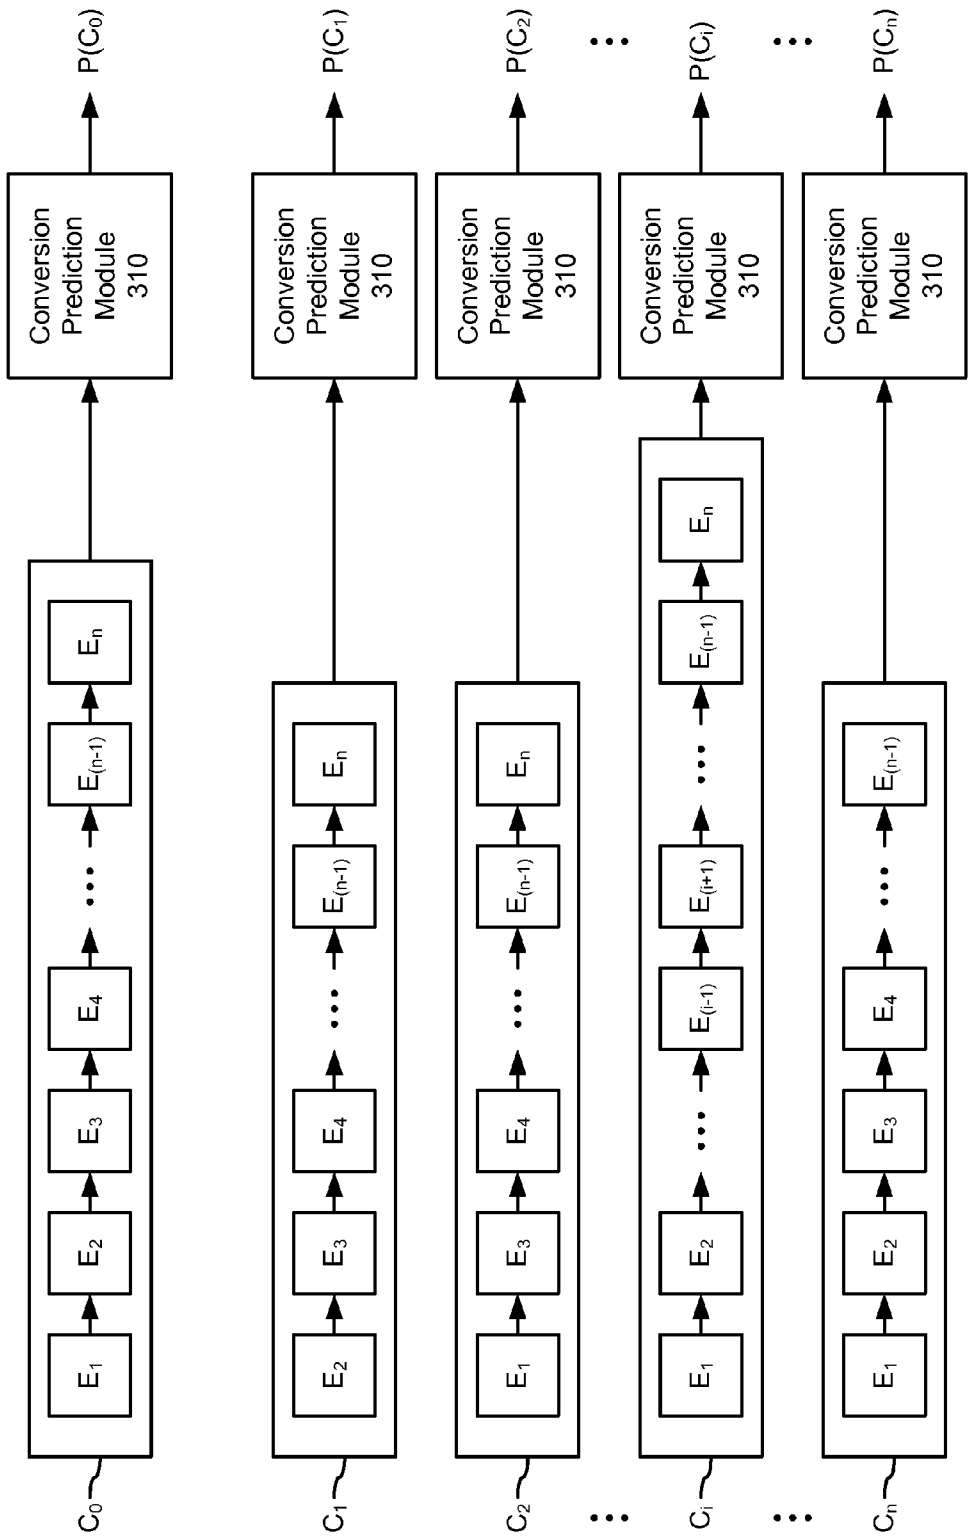 C₀
E₁
E₂
E₃
E₄
•••
E₍ₙ₋₁₎
Eₙ
Conversion
Prediction
Module
310
P(C₀)
C₁
E₂
E₃
E₄
•••
E₍ₙ₋₁₎
Eₙ
Conversion
Prediction
Module
310
P(C₁)
C₂
E₁
E₃
E₄
•••
E₍ₙ₋₁₎
Eₙ
Conversion
Prediction
Module
310
P(C₂)
•••
•••
Cᵢ
E₁
E₂
•••
E₍ᵢ₋₁₎
E₍ᵢ₊₁₎
•••
E₍ₙ₋₁₎
Eₙ
Conversion
Prediction
Module
310
P(Cᵢ)
•••
•••
Cₙ
E₁
E₂
E₃
E₄
•••
E₍ₙ₋₁₎
Conversion
Prediction
Module
310
P(Cₙ)